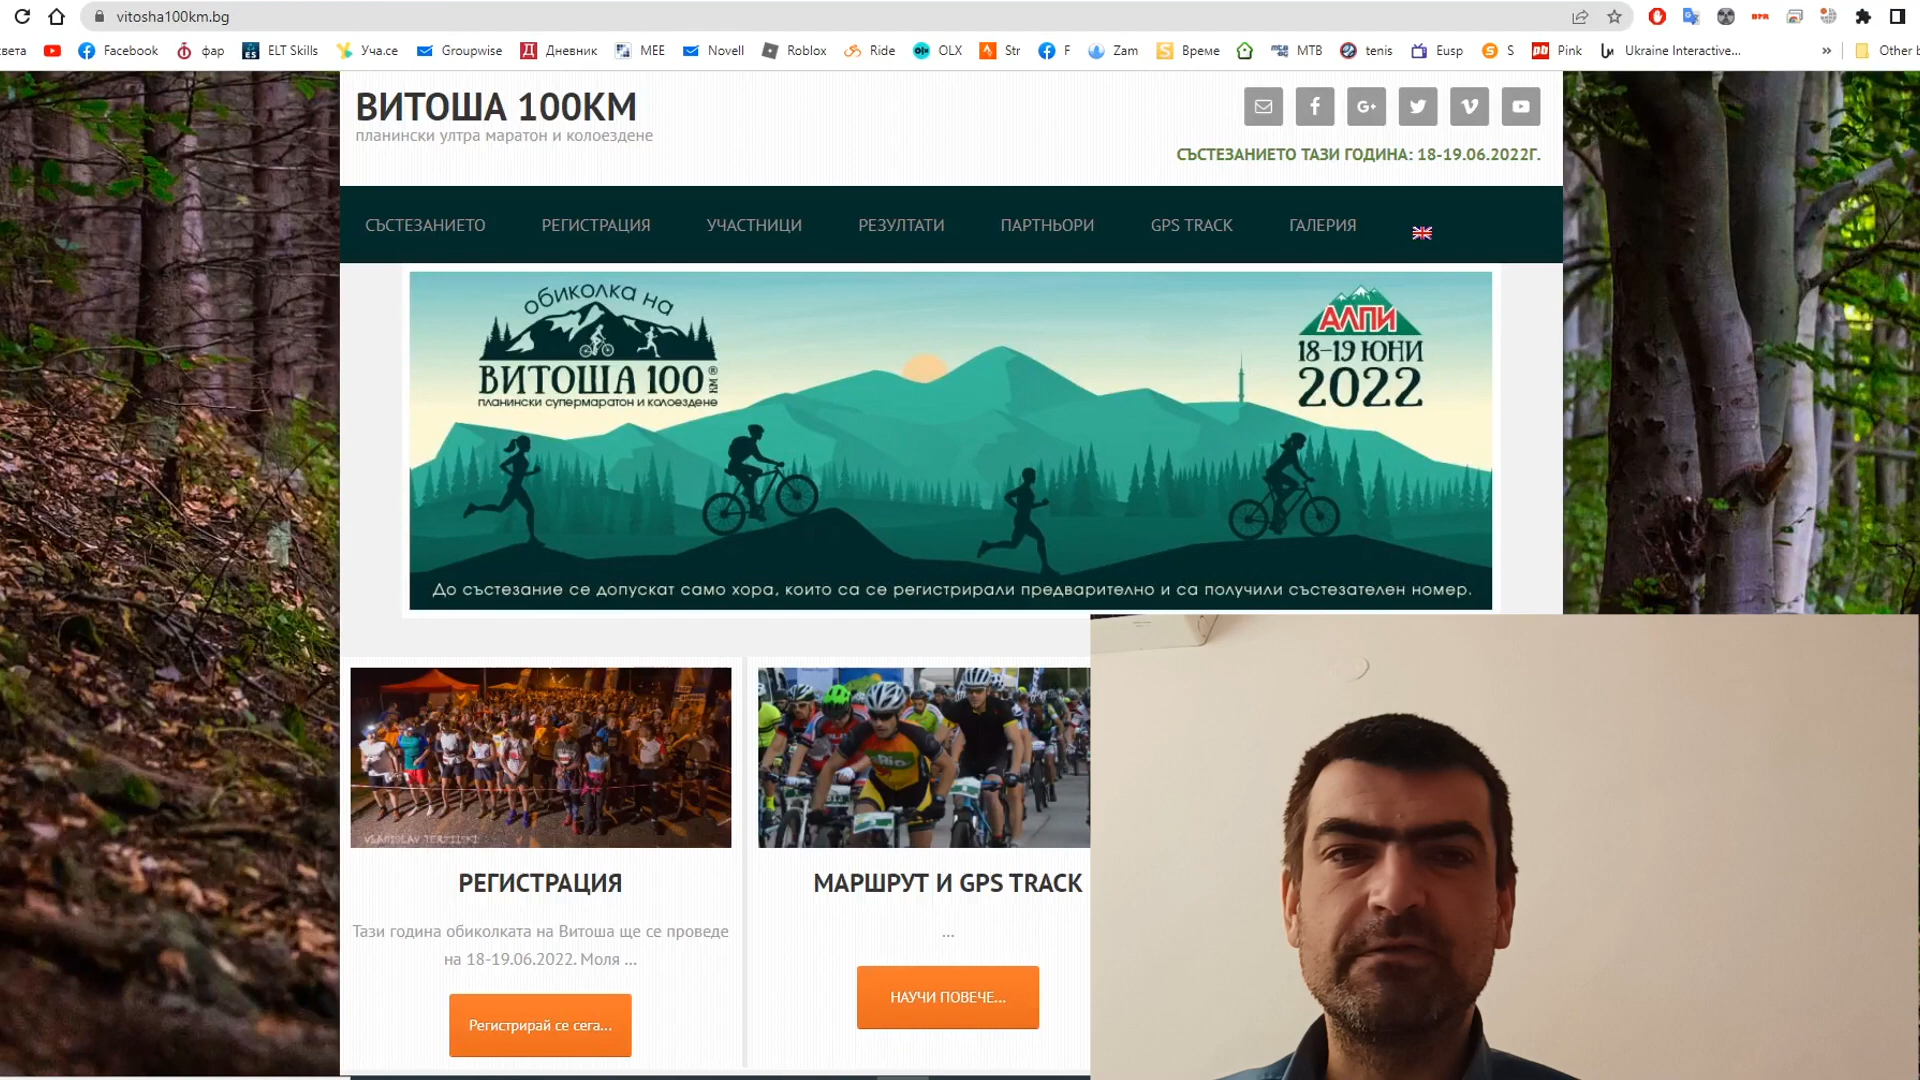 vitosha100km.bg
света
Facebook
фар
ELT Skills
Уча.се
Groupwise
Дневник
MEE
Novell
Roblox
Ride
OLX
Str
F
Zam
Време
MTB
tenis
Eusp
S
Pink
Ukraine Interactive...
»
Other b
ВИТОША 100КМ
планински ултра маратон и колоездене
СЪСТЕЗАНИЕТО ТАЗИ ГОДИНА: 18-19.06.2022Г.
СЪСТЕЗАНИЕТО
РЕГИСТРАЦИЯ
УЧАСТНИЦИ
РЕЗУЛТАТИ
ПАРТНЬОРИ
GPS TRACK
ГАЛЕРИЯ
обиколка на
ВИТОША 100 КМ®
планински супермаратон и колоездене
АЛПИ
18-19 ЮНИ
2022
До състезание се допускат само хора, които са се регистрирали предварително и са получили състезателен номер.
VLADISLAV TERZIISKI
РЕГИСТРАЦИЯ
Тази година обиколката на Витоша ще се проведе
на 18-19.06.2022. Моля ...
Регистрирай се сега...
МАРШРУТ И GPS TRACK
...
НАУЧИ ПОВЕЧЕ...